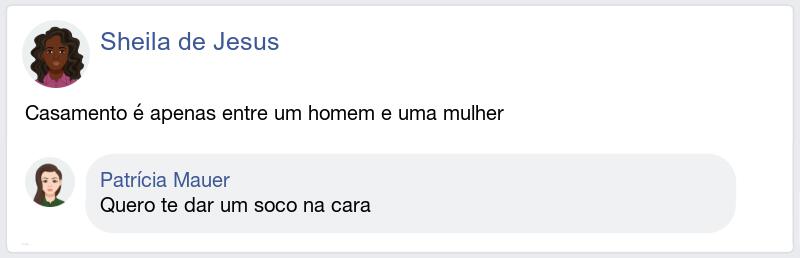 Sheila de Jesus
Casamento é apenas entre um homem e uma mulher
Patrícia Mauer
Quero te dar um soco na cara